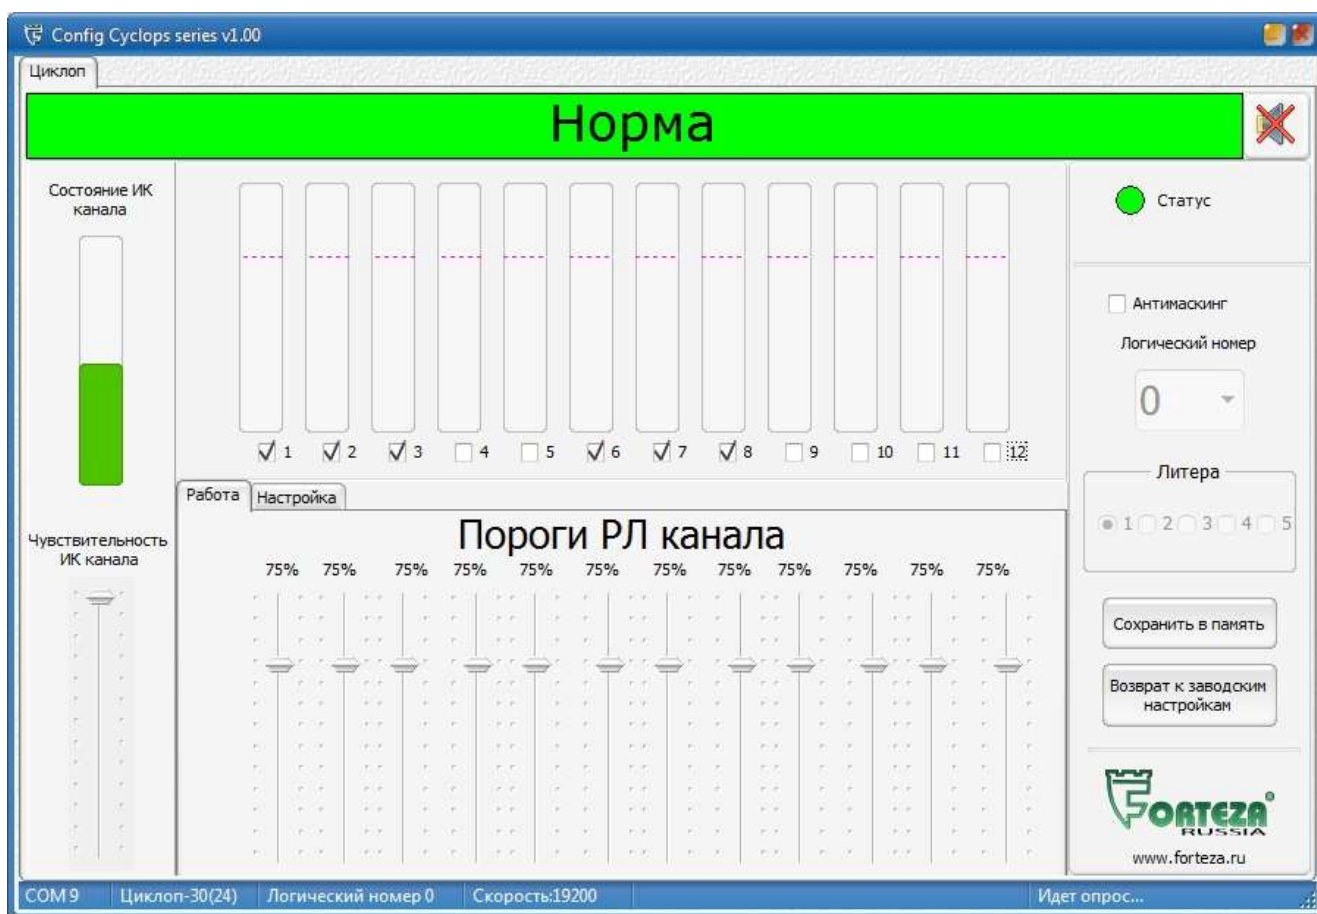 Config Cyclops series v1.00
Циклоп
Норма
Состояние ИК
канала
1 2 3 4 5 6 7 8 9 10 11 12
Статус
Антимаскинг
Логический номер
0
Литера
1 2 3 4 5
Работа Настройка
Пороги РЛ канала
75% 75% 75% 75% 75% 75% 75% 75% 75% 75% 75% 75%
Чувствительность
ИК канала
Сохранить в память
Возврат к заводским
настройкам
FORTEZA®
RUSSIA
www.forteza.ru
COM 9 Циклоп-30(24) Логический номер 0 Скорость:19200 Идет опрос...